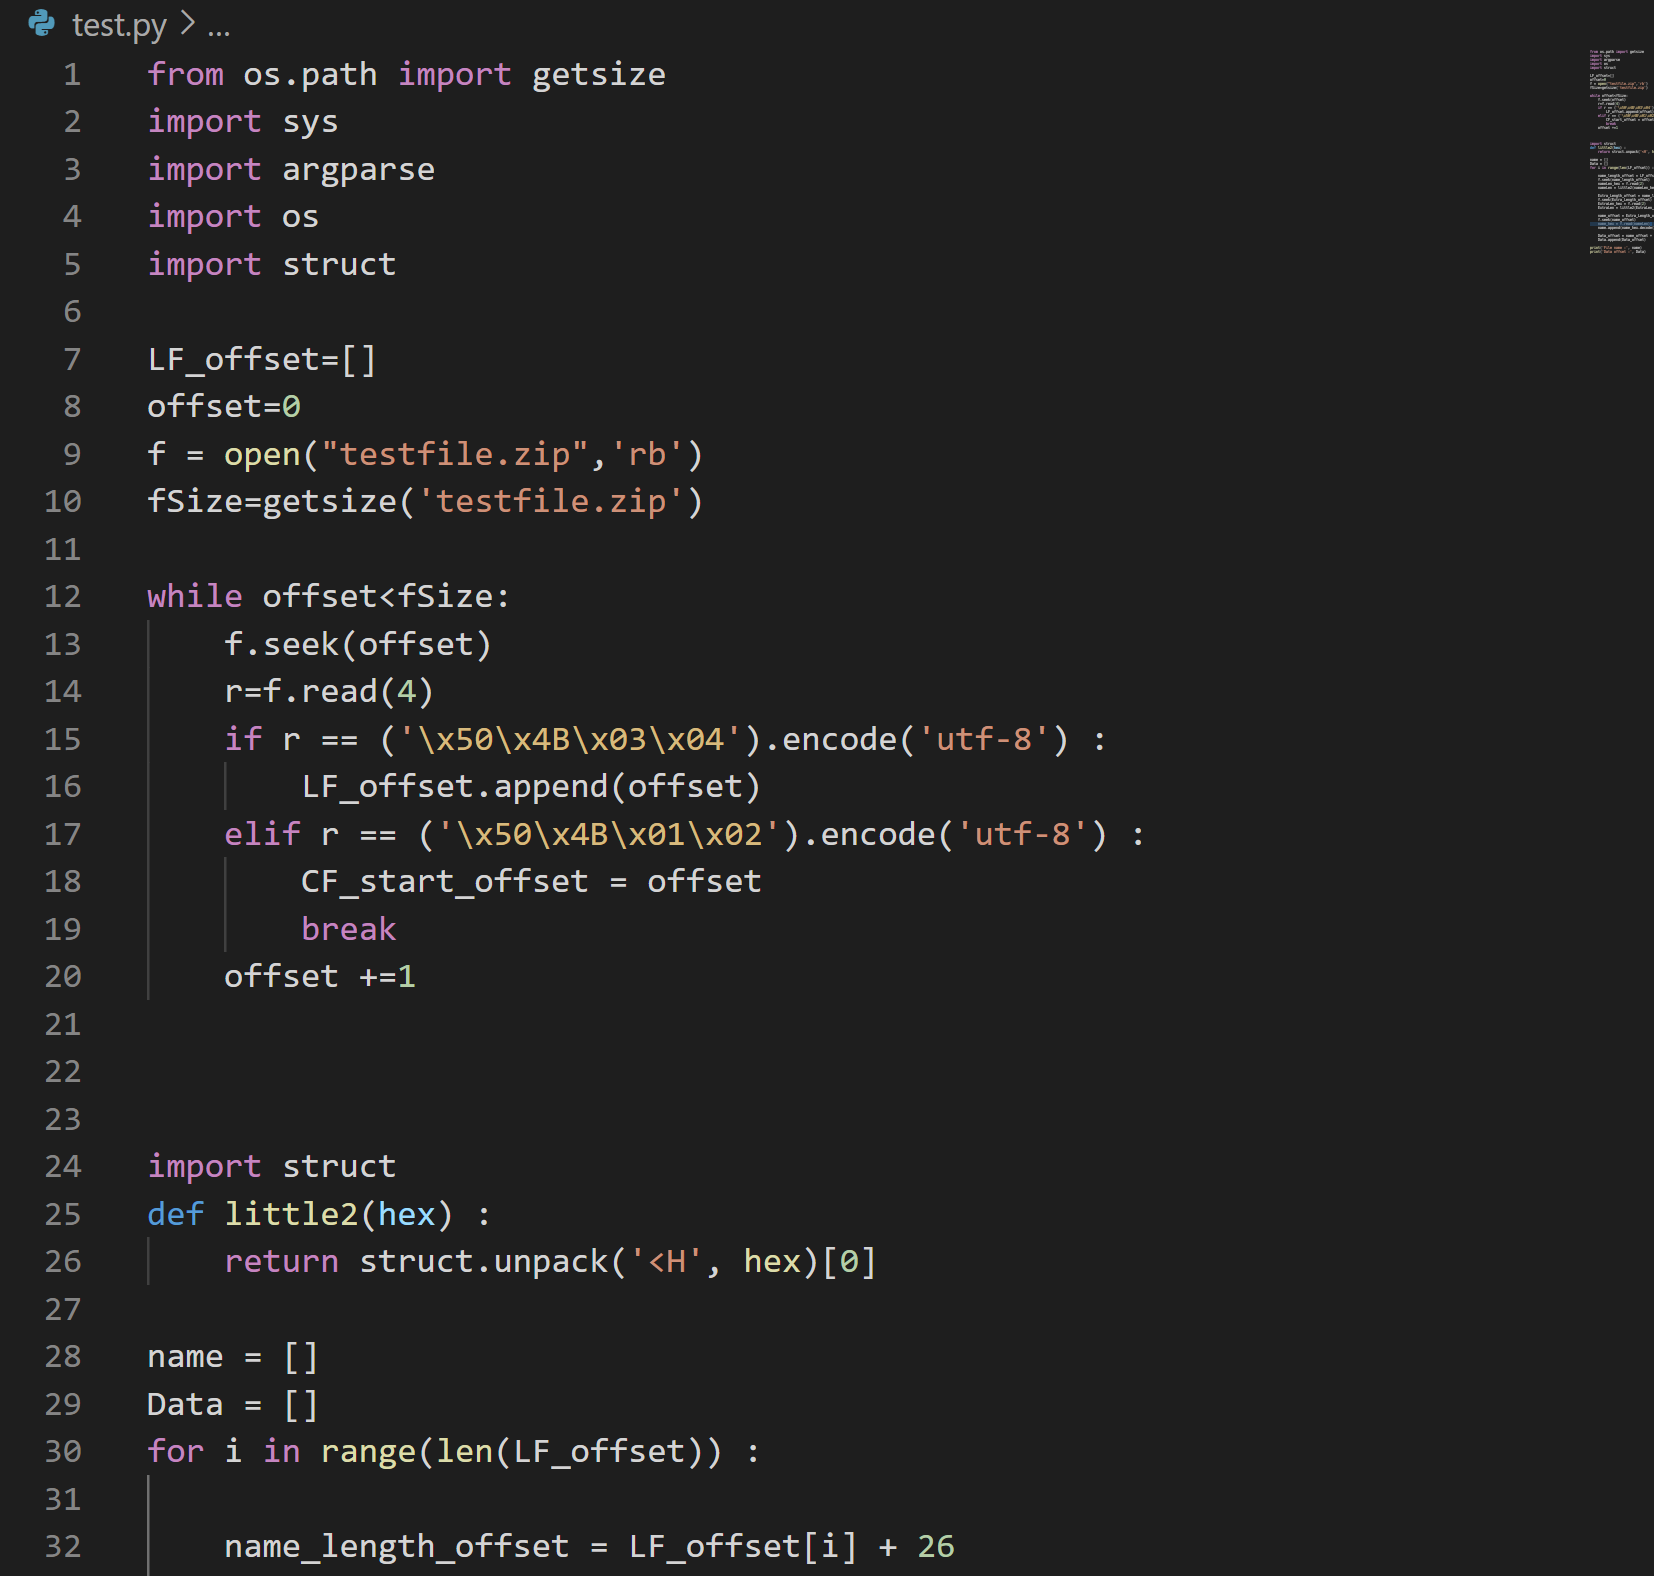 test.py > ...
1 from os.path import getsize
2 import sys
3 import argparse
4 import os
5 import struct
6
7 LF_offset=[]
8 offset=0
9 f = open("testfile.zip",'rb')
10 fSize=getsize('testfile.zip')
11
12 while offset<fSize:
13     f.seek(offset)
14     r=f.read(4)
15     if r == ('\x50\x4B\x03\x04').encode('utf-8') :
16         LF_offset.append(offset)
17     elif r == ('\x50\x4B\x01\x02').encode('utf-8') :
18         CF_start_offset = offset
19         break
20     offset +=1
21
22
23
24 import struct
25 def little2(hex) :
26     return struct.unpack('<H', hex)[0]
27
28 name = []
29 Data = []
30 for i in range(len(LF_offset)) :
31
32     name_length_offset = LF_offset[i] + 26